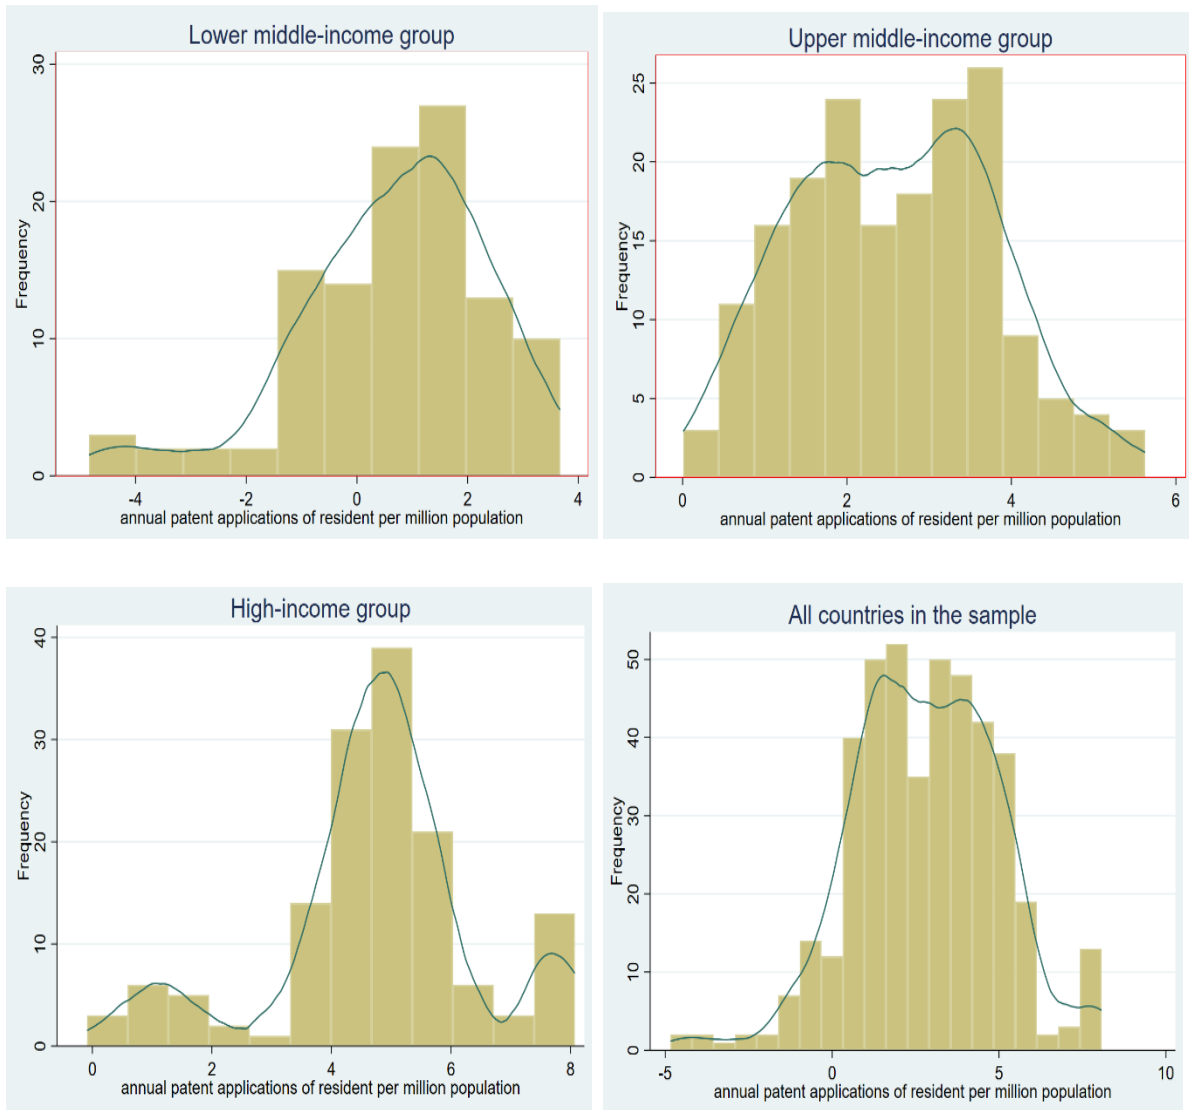 Lower middle-income group
30
20
10
0
Frequency
-4 -2 0 2 4
annual patent applications of resident per million population
Upper middle-income group
25
20
15
10
5
0
Frequency
0 2 4 6
annual patent applications of resident per million population
High-income group
40
30
20
10
0
Frequency
0 2 4 6 8
annual patent applications of resident per million population
All countries in the sample
50
40
30
20
10
0
Frequency
-5 0 5 10
annual patent applications of resident per million population